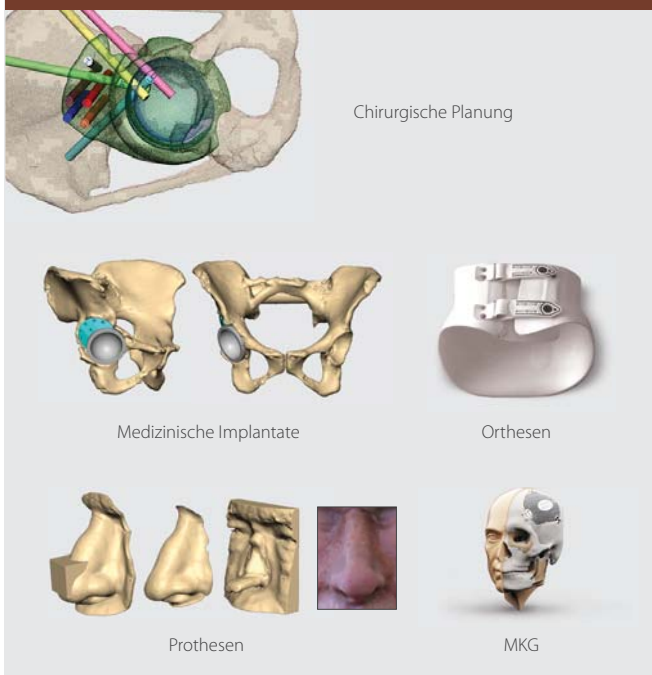 Chirurgische Planung
Medizinische Implantate
Orthesen
Prothesen
MKG